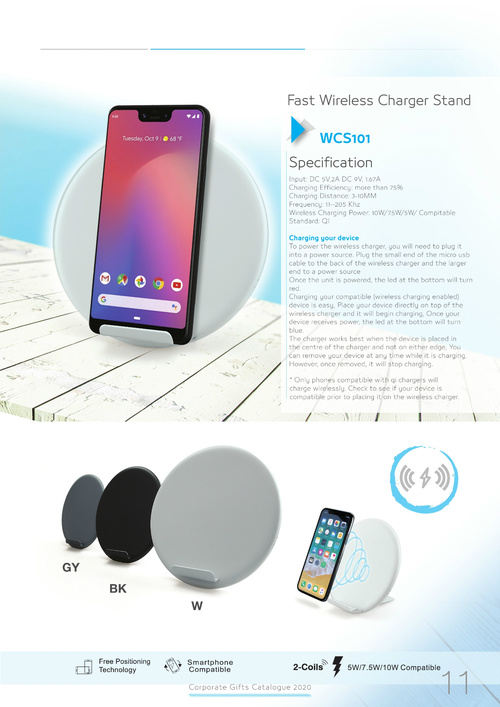 Fast Wireless Charger Stand
WCS101
Specification
Input: DC 5V,2A DC 9V, 1.67A
Charging Efficiency: more than 75%
Charging Distance: 3-10MM
Frequency: 11--205 Khz
Wireless Charging Power: 10W/7.5W/5W/ Compitable
Standard: QI
Charging your device
To power the wireless charger, you will need to plug it
into a power source. Plug the small end of the micro usb
cable to the back of the wireless charger and the larger
end to a power source
Once the unit is powered, the led at the bottom will turn
red.
Charging your compatible (wireless charging enabled)
device is easy. Place your device directly on top of the
wireless charger and it will begin charging. Once your
device receives power, the led at the bottom will turn
blue.
The charger works best when the device is placed in
the centre of the charger and not on either edge. You
can remove your device at any time while it is charging.
However, once removed, it will stop charging.
* Only phones compatible with qi chargers will
charge wirelessly. Check to see if your device is
compatible prior to placing it on the wireless charger.
Tuesday, Oct 9 | 68 °F
G
GY
BK
W
Free Positioning
Technology
Smartphone
Compatible
2-Coils
5W/7.5W/10W Compatible
Corporate Gifts Catalogue 2020
11